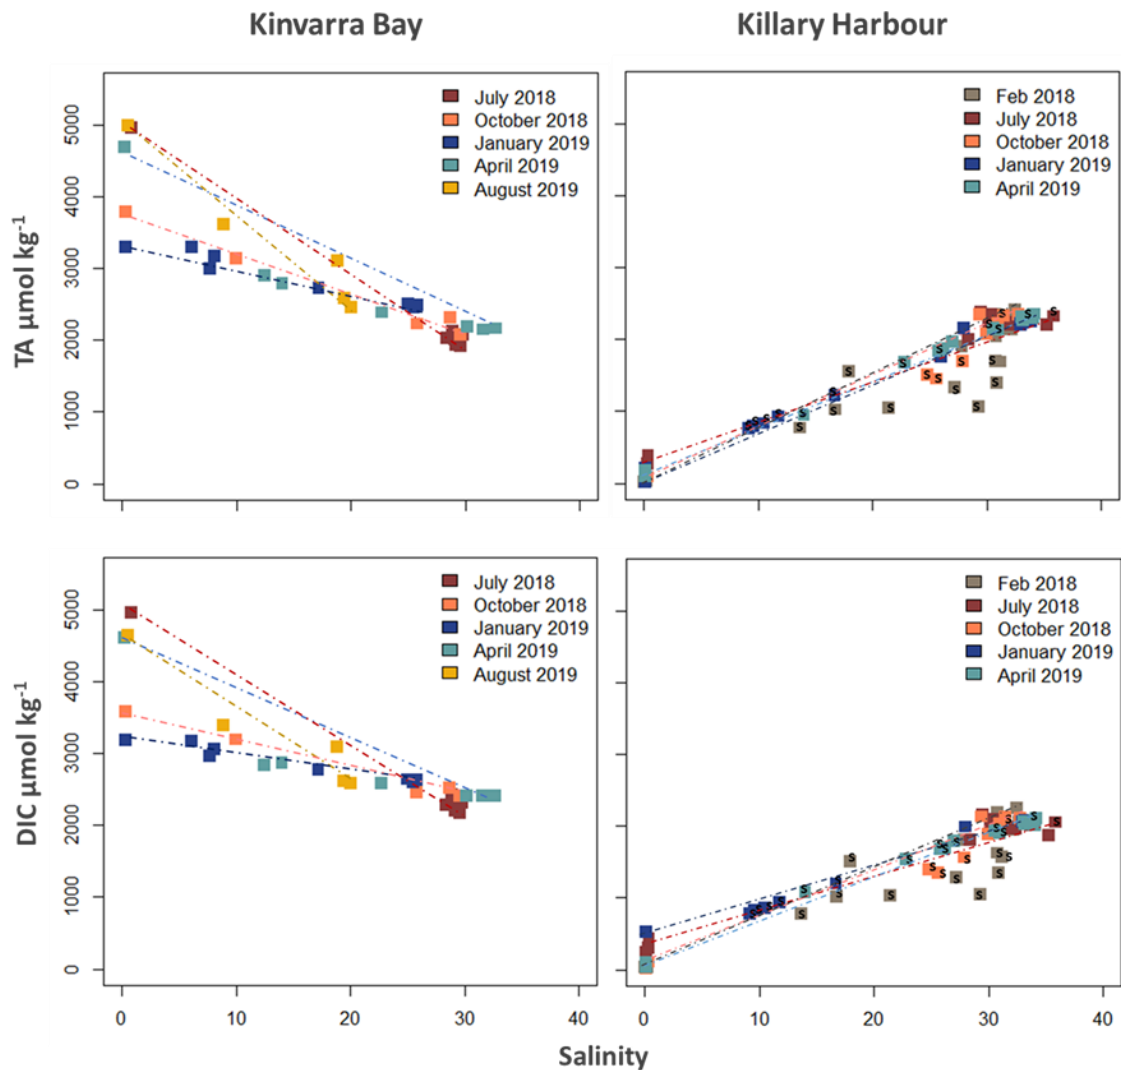 Kinvarra Bay
Killary Harbour
TA µmol kg-1
5000
4000
3000
2000
1000
0
July 2018
October 2018
January 2019
April 2019
August 2019
Feb 2018
July 2018
October 2018
January 2019
April 2019
DIC µmol kg-1
5000
4000
3000
2000
1000
0
July 2018
October 2018
January 2019
April 2019
August 2019
Feb 2018
July 2018
October 2018
January 2019
April 2019
0 10 20 30 40
0 10 20 30 40
Salinity